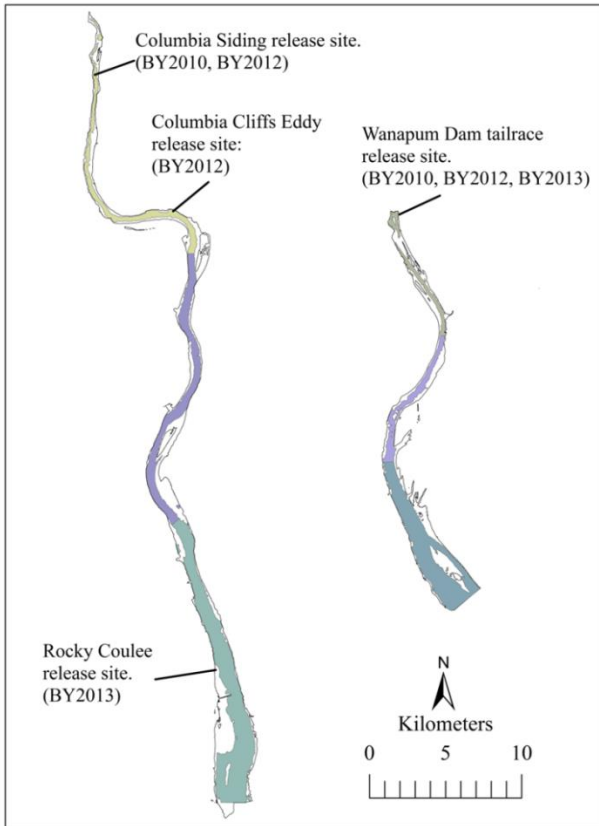 Columbia Siding release site.
(BY2010, BY2012)
Columbia Cliffs Eddy
release site:
(BY2012)
Wanapum Dam tailrace
release site.
(BY2010, BY2012, BY2013)
Rocky Coulee
release site.
(BY2013)
N
Kilometers
0 5 10